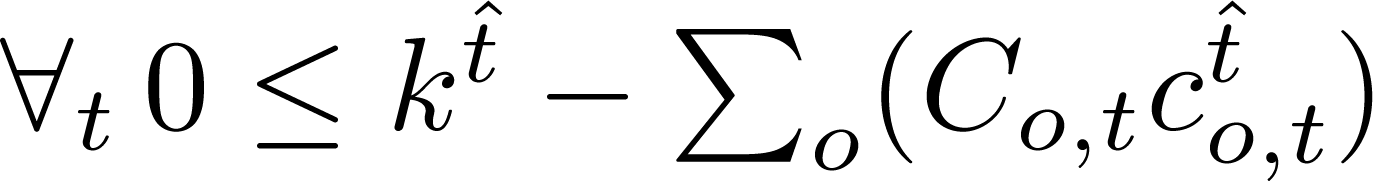 ∀_t 0 ≤ k^{\hat{t}} − ∑_o (C_{o,t} c_{o,t}^{\hat{t}})